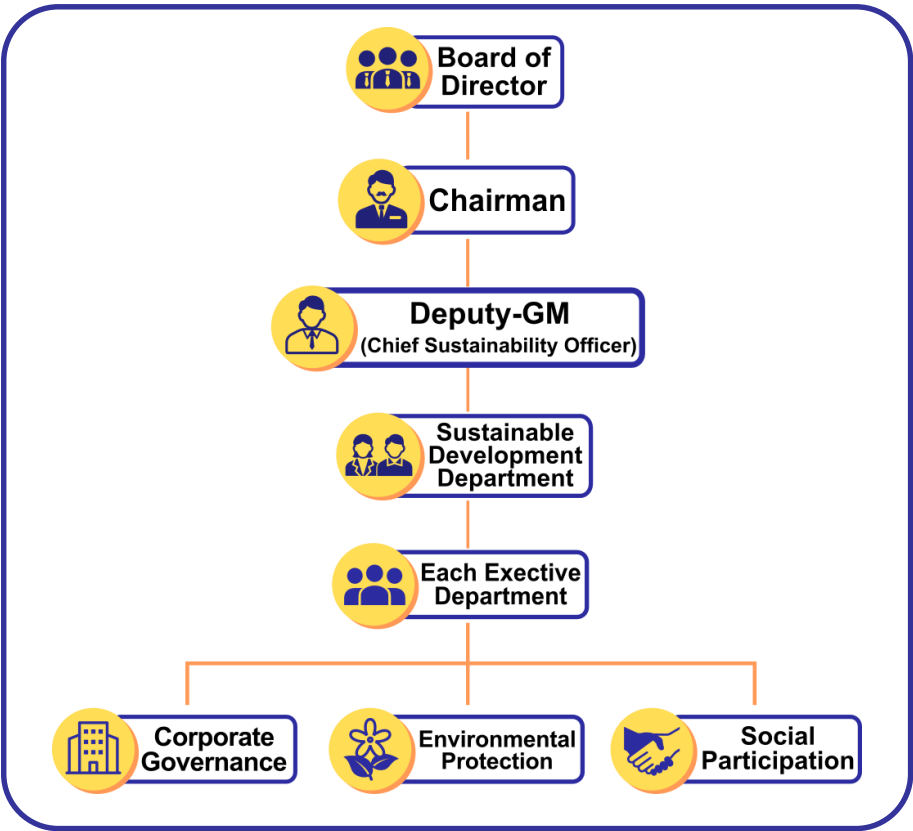 Board of
Director
Chairman
Deputy-GM
(Chief Sustainability Officer)
Sustainable
Development
Department
Each Exective
Department
Corporate
Governance
Environmental
Protection
Social
Participation